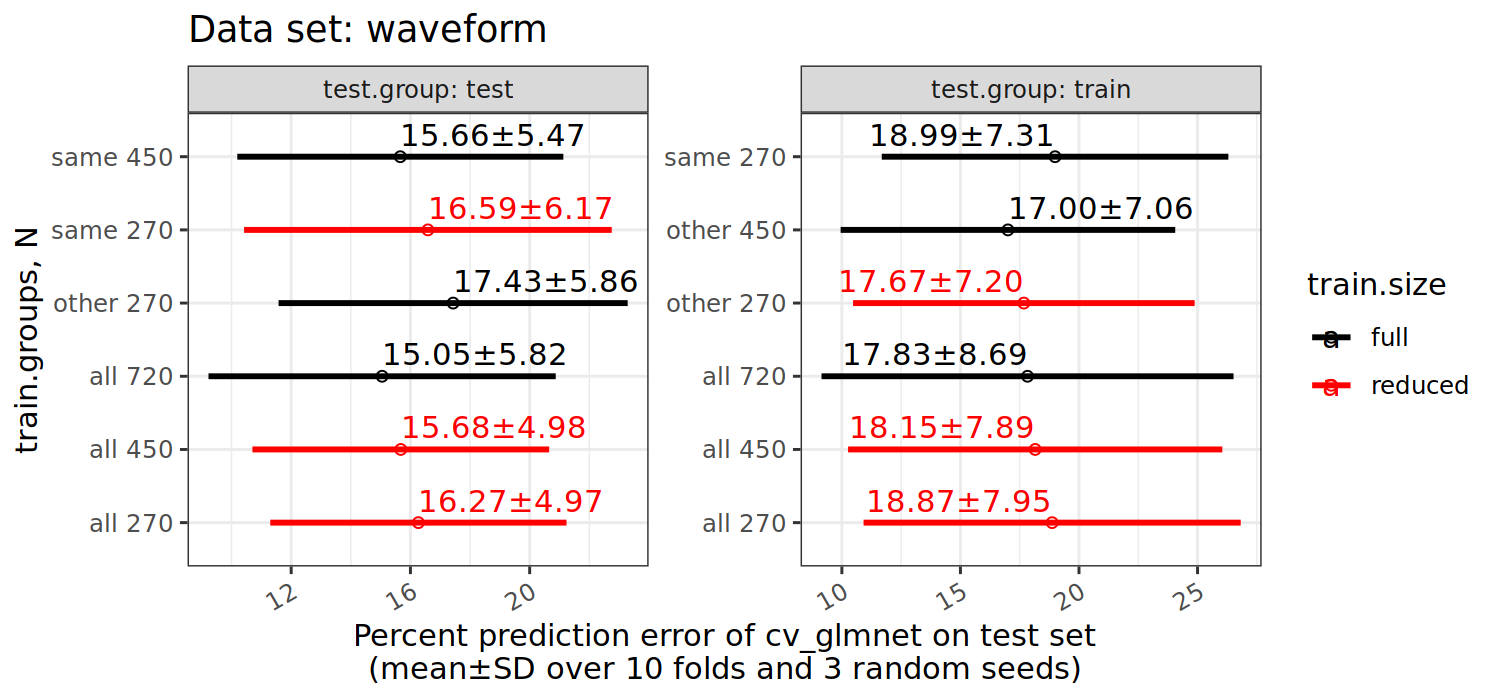 Data set: waveform
test.group: test
test.group: train
train.groups, N
same 450
15.66±5.47
same 270
16.59±6.17
other 270
17.43±5.86
all 720
15.05±5.82
all 450
15.68±4.98
all 270
16.27±4.97
12
16
20
same 270
18.99±7.31
other 450
17.00±7.06
other 270
17.67±7.20
all 720
17.83±8.69
all 450
18.15±7.89
all 270
18.87±7.95
10
15
20
25
Percent prediction error of cv_glmnet on test set
(mean±SD over 10 folds and 3 random seeds)
train.size
a full
a reduced